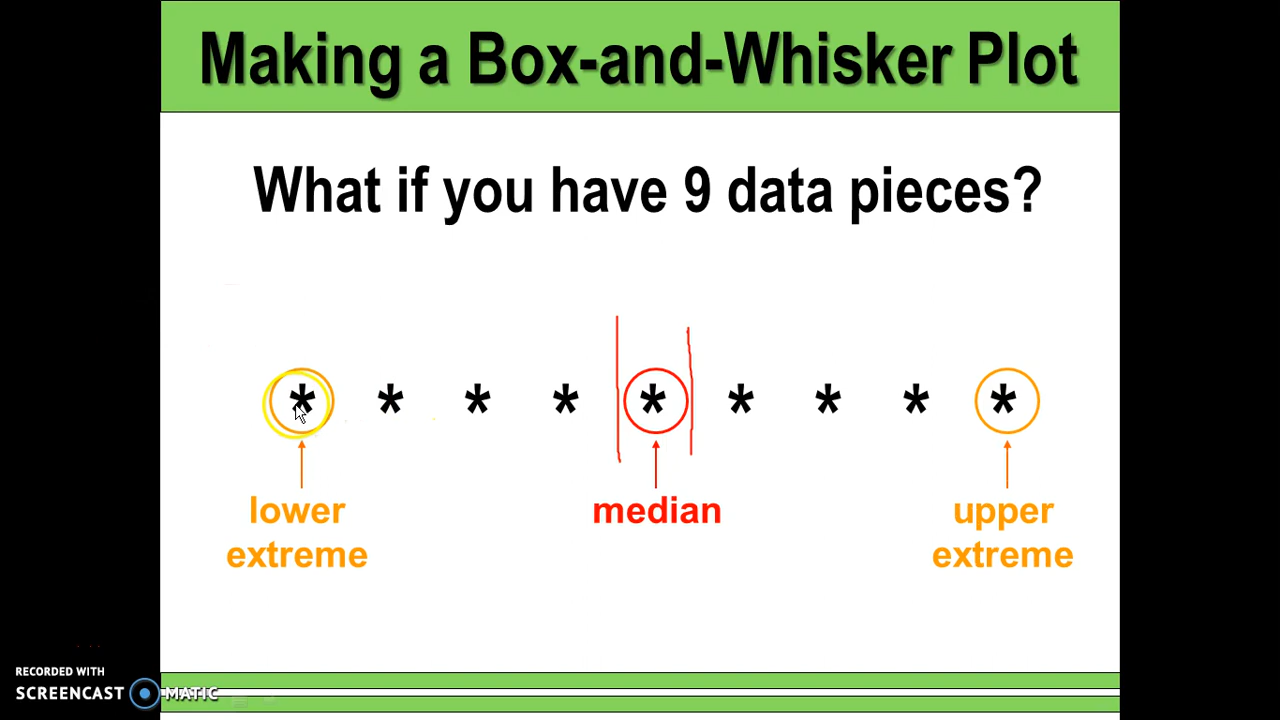 Making a Box-and-Whisker Plot
What if you have 9 data pieces?
* * * * * * * * *
lower
extreme
median
upper
extreme
RECORDED WITH
SCREENCAST MATIC